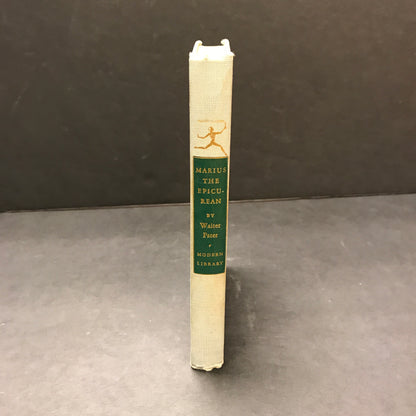 MARIUS
THE
EPICU-
REAN
BY
Walter
Pater
MODERN
LIBRARY